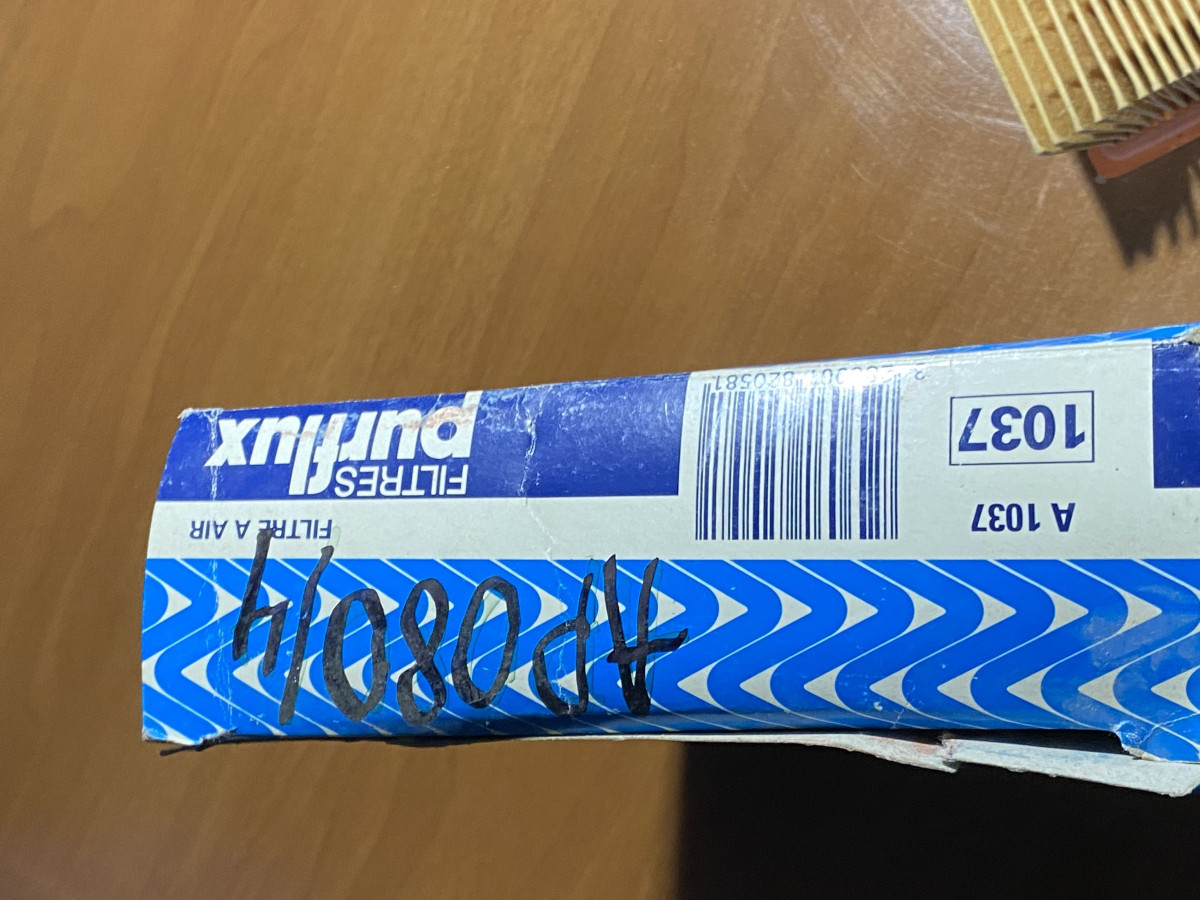 1037
A 1037
FILTRES
purflux
FILTRE A AIR
AP080/4